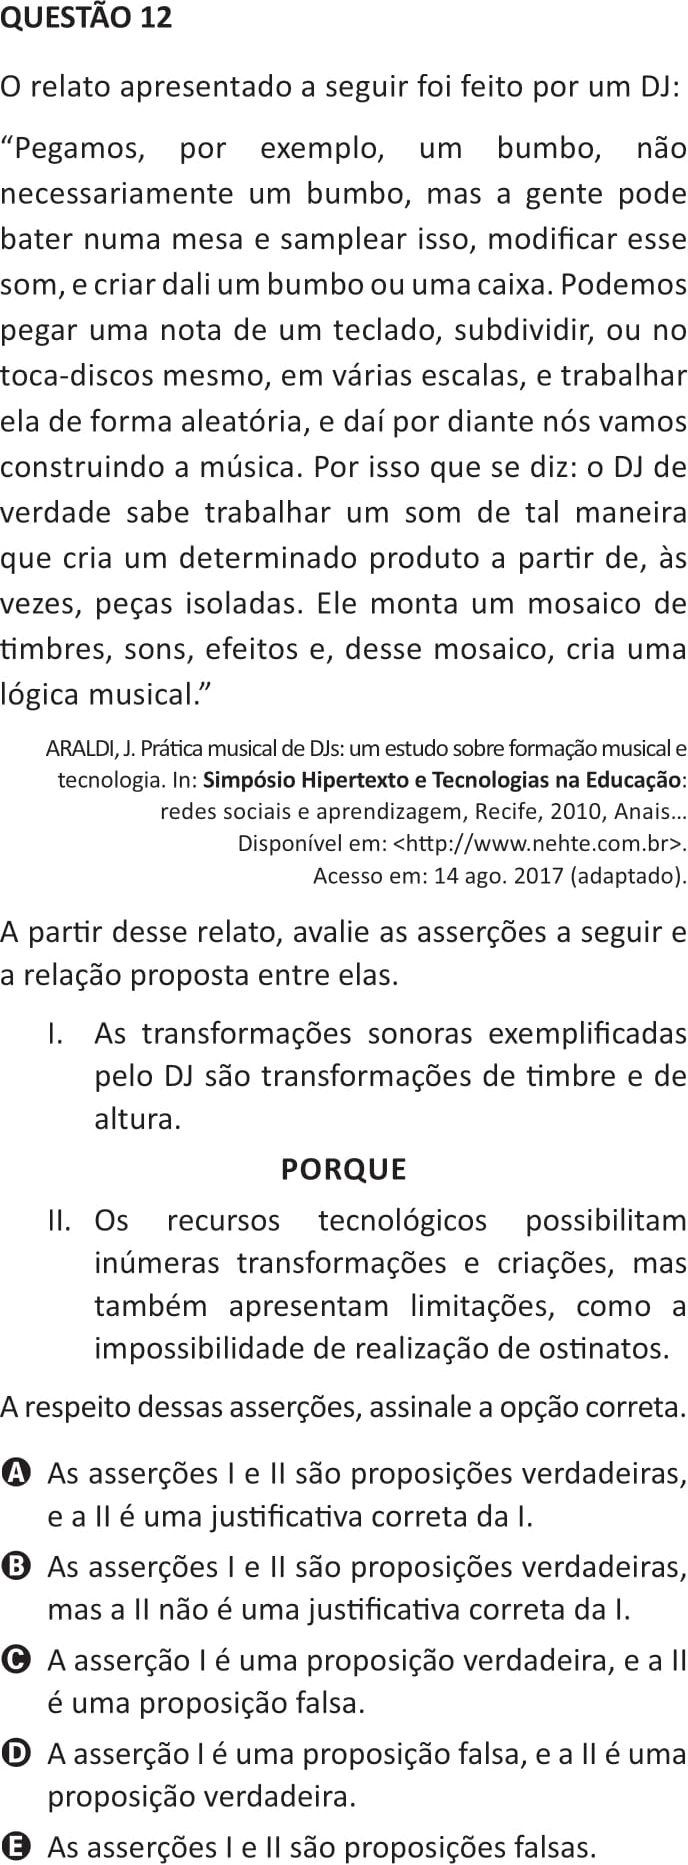 QUESTÃO 12
O relato apresentado a seguir foi feito por um DJ:
“Pegamos, por exemplo, um bumbo, não
necessariamente um bumbo, mas a gente pode
bater numa mesa e samplear isso, modificar esse
som, e criar dali um bumbo ou uma caixa. Podemos
pegar uma nota de um teclado, subdividir, ou no
toca-discos mesmo, em várias escalas, e trabalhar
ela de forma aleatória, e daí por diante nós vamos
construindo a música. Por isso que se diz: o DJ de
verdade sabe trabalhar um som de tal maneira
que cria um determinado produto a partir de, às
vezes, peças isoladas. Ele monta um mosaico de
timbres, sons, efeitos e, desse mosaico, cria uma
lógica musical.”
ARALDI, J. Prática musical de DJs: um estudo sobre formação musical e
tecnologia. In: Simpósio Hipertexto e Tecnologias na Educação:
redes sociais e aprendizagem, Recife, 2010, Anais...
Disponível em: <http://www.nehte.com.br>.
Acesso em: 14 ago. 2017 (adaptado).
A partir desse relato, avalie as asserções a seguir e
a relação proposta entre elas.
I. As transformações sonoras exemplificadas
pelo DJ são transformações de timbre e de
altura.
PORQUE
II. Os recursos tecnológicos possibilitam
inúmeras transformações e criações, mas
também apresentam limitações, como a
impossibilidade de realização de ostinatos.
A respeito dessas asserções, assinale a opção correta.
A As asserções I e II são proposições verdadeiras,
e a II é uma justificativa correta da I.
B As asserções I e II são proposições verdadeiras,
mas a II não é uma justificativa correta da I.
C A asserção I é uma proposição verdadeira, e a II
é uma proposição falsa.
D A asserção I é uma proposição falsa, e a II é uma
proposição verdadeira.
E As asserções I e II são proposições falsas.